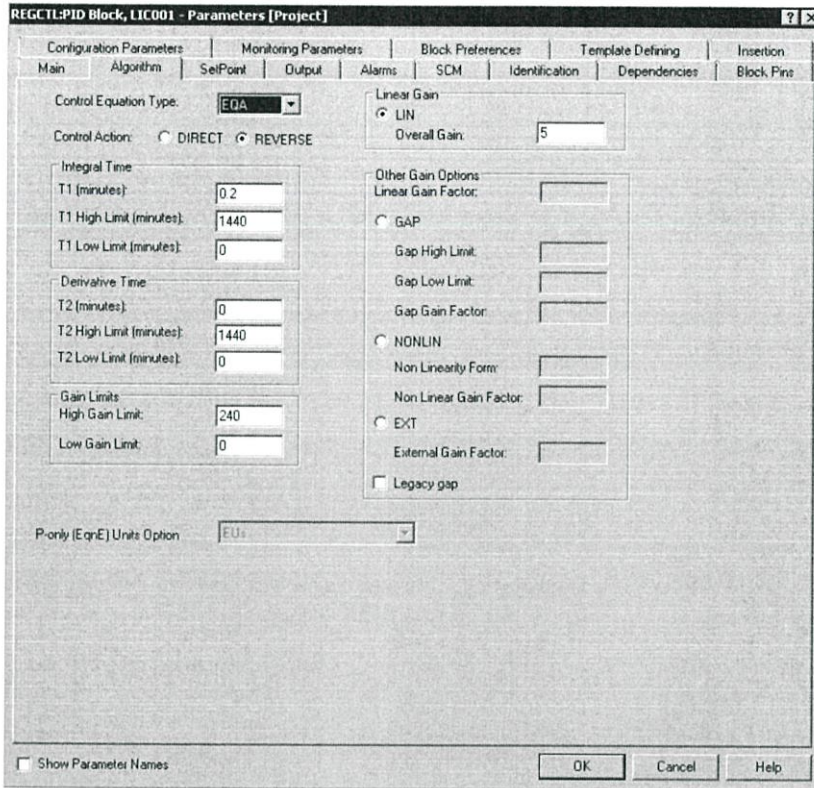 REGCTL:PID Block, LIC001 - Parameters [Project]
Configuration Parameters
Monitoring Parameters
Block Preferences
Template Defining
Insertion
Main
Algorithm
SetPoint
Output
Alarms
SCM
Identification
Dependencies
Block Pins
Control Equation Type:
EQA
Control Action:
DIRECT
REVERSE
Integral Time
T1 (minutes):
0.2
T1 High Limit (minutes):
1440
T1 Low Limit (minutes):
0
Derivative Time
T2 (minutes):
0
T2 High Limit (minutes):
1440
T2 Low Limit (minutes):
0
Gain Limits
High Gain Limit:
240
Low Gain Limit:
0
Linear Gain
LIN
Overall Gain:
5
Other Gain Options
Linear Gain Factor:
GAP
Gap High Limit:
Gap Low Limit:
Gap Gain Factor:
NONLIN
Non Linearity Form:
Non Linear Gain Factor:
EXT
External Gain Factor:
Legacy gap
P-only (EqnE) Units Option
EUs
Show Parameter Names
OK
Cancel
Help